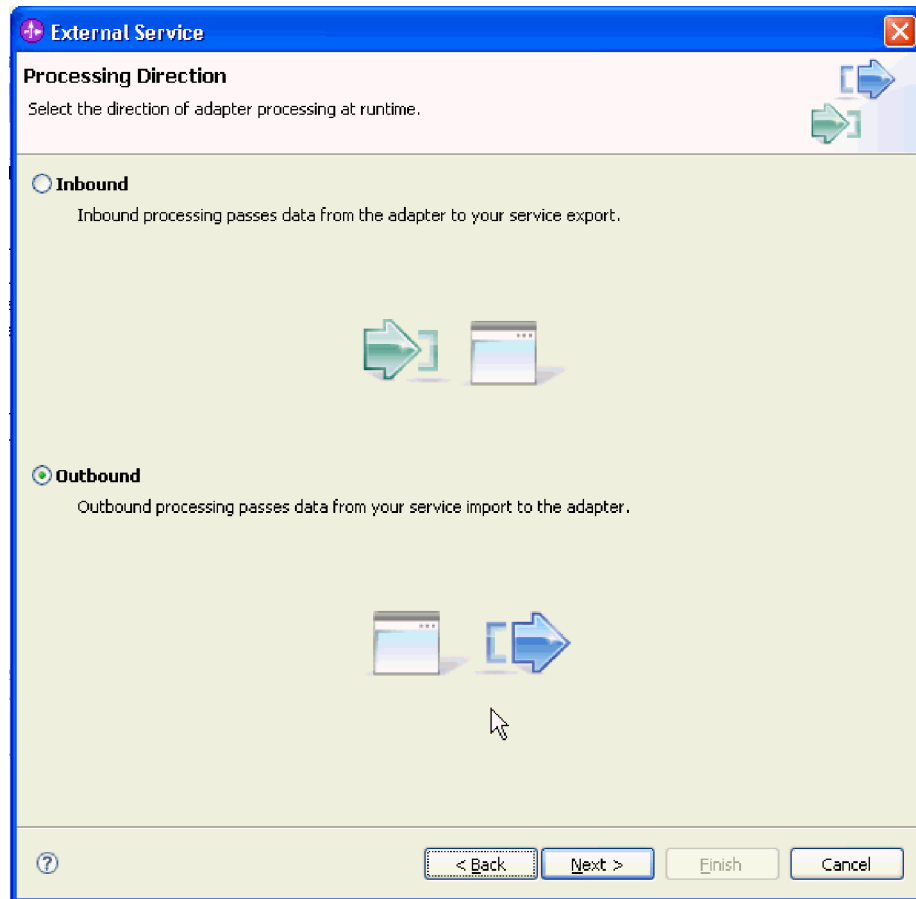 External Service
Processing Direction
Select the direction of adapter processing at runtime.
Inbound
Inbound processing passes data from the adapter to your service export.
Outbound
Outbound processing passes data from your service import to the adapter.
?
< Back
Next >
Finish
Cancel